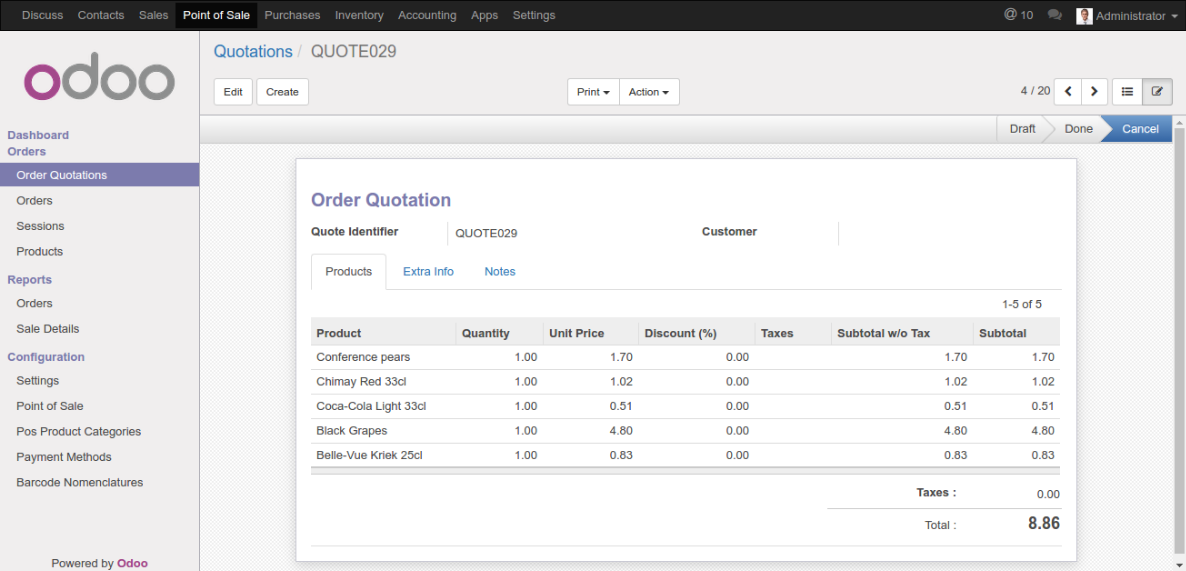 Discuss Contacts Sales Point of Sale Purchases Inventory Accounting Apps Settings @ 10 Administrator
odoo
Dashboard
Orders
Order Quotations
Orders
Sessions
Products
Reports
Orders
Sale Details
Configuration
Settings
Point of Sale
Pos Product Categories
Payment Methods
Barcode Nomenclatures
Powered by Odoo
Quotations / QUOTE029
Edit Create Print Action 4 / 20
Draft Done Cancel
Order Quotation
Quote Identifier QUOTE029 Customer
Products Extra Info Notes
1-5 of 5
Product Quantity Unit Price Discount (%) Taxes Subtotal w/o Tax Subtotal
Conference pears 1.00 1.70 0.00 1.70 1.70
Chimay Red 33cl 1.00 1.02 0.00 1.02 1.02
Coca-Cola Light 33cl 1.00 0.51 0.00 0.51 0.51
Black Grapes 1.00 4.80 0.00 4.80 4.80
Belle-Vue Kriek 25cl 1.00 0.83 0.00 0.83 0.83
Taxes : 0.00
Total : 8.86